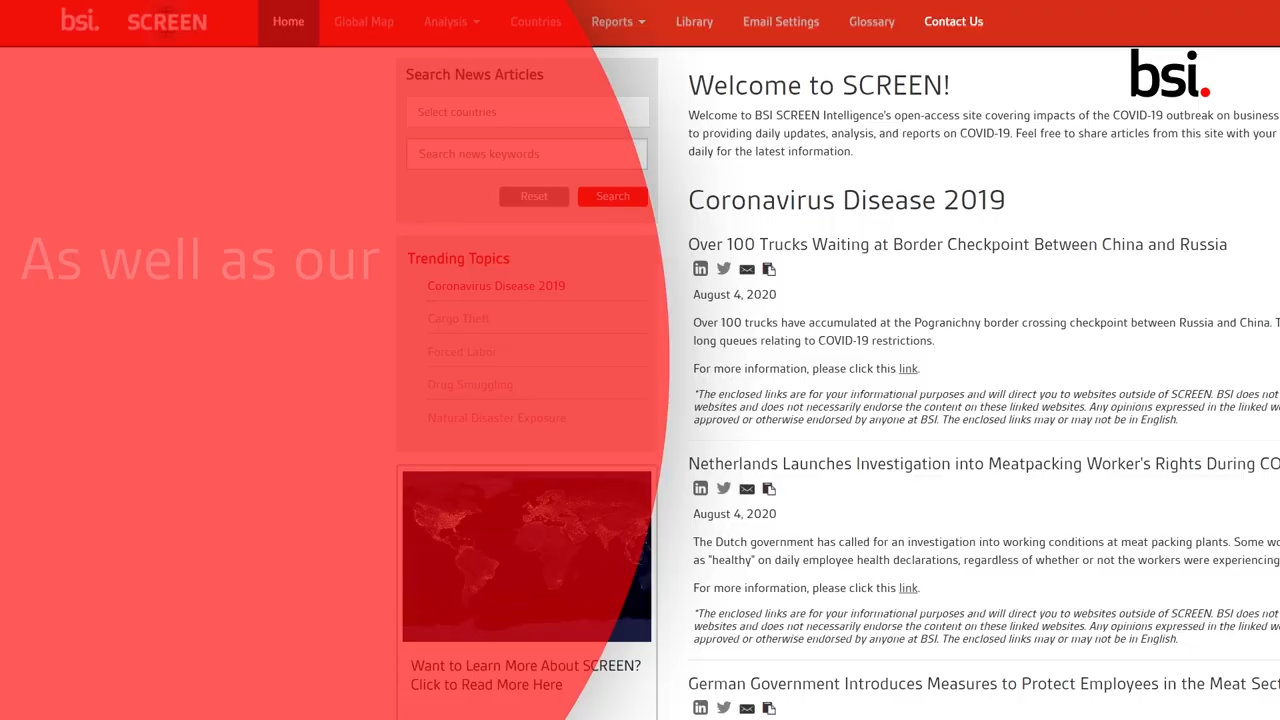 bsi. SCREEN Home Global Map Analysis Countries Reports Library Email Settings Glossary Contact Us
bsi.
As well as our
Search News Articles
Select countries
Search news keywords
Reset Search
Trending Topics
Coronavirus Disease 2019
Cargo Theft
Forced Labor
Drug Smuggling
Natural Disaster Exposure
Want to Learn More About SCREEN?
Click to Read More Here
Welcome to SCREEN!
Welcome to BSI SCREEN Intelligence's open-access site covering impacts of the COVID-19 outbreak on business
to providing daily updates, analysis, and reports on COVID-19. Feel free to share articles from this site with your
daily for the latest information.
Coronavirus Disease 2019
Over 100 Trucks Waiting at Border Checkpoint Between China and Russia
August 4, 2020
Over 100 trucks have accumulated at the Pogranichny border crossing checkpoint between Russia and China.
long queues relating to COVID-19 restrictions.
For more information, please click this link.
*The enclosed links are for your informational purposes and will direct you to websites outside of SCREEN. BSI does not
websites and does not necessarily endorse the content on these linked websites. Any opinions expressed in the linked
approved or otherwise endorsed by anyone at BSI. The enclosed links may or may not be in English.
Netherlands Launches Investigation into Meatpacking Worker's Rights During CO
August 4, 2020
The Dutch government has called for an investigation into working conditions at meat packing plants. Some
as "healthy" on daily employee health declarations, regardless of whether or not the workers were experiencing
For more information, please click this link.
*The enclosed links are for your informational purposes and will direct you to websites outside of SCREEN. BSI does not
websites and does not necessarily endorse the content on these linked websites. Any opinions expressed in the linked
approved or otherwise endorsed by anyone at BSI. The enclosed links may or may not be in English.
German Government Introduces Measures to Protect Employees in the Meat Sect